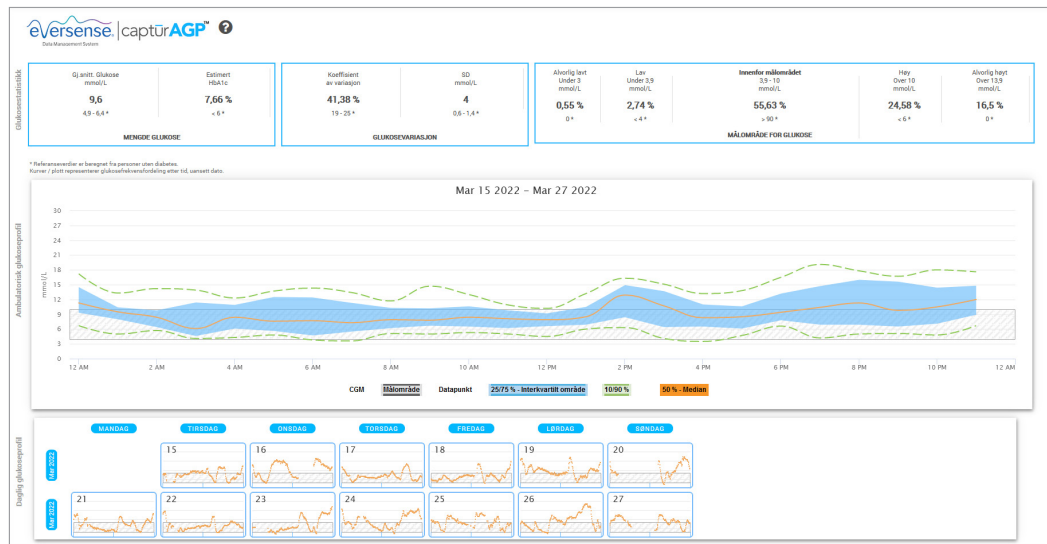 eversense. | captūrAGP™ ?
Data Management System
Glukosestatistikk
Gj.snitt. Glukose
mmol/L
9,6
4,9 - 6,4 *
Estimert
HbA1c
7,66 %
< 6 *
MENGDE GLUKOSE
Koeffisient
av variasjon
41,38 %
19 - 25 *
SD
mmol/L
4
0,6 - 1,4 *
GLUKOSEVARIASJON
Alvorlig lavt
Under 3
mmol/L
0,55 %
0 *
Lav
Under 3,9
mmol/L
2,74 %
< 4 *
Innenfor målområdet
3,9 - 10
mmol/L
55,63 %
> 90 *
Høy
Over 10
mmol/L
24,58 %
< 6 *
Alvorlig høyt
Over 13,9
mmol/L
16,5 %
0 *
MÅLOMRÅDE FOR GLUKOSE
* Referanseverdier er beregnet fra personer uten diabetes.
Kurver / plott representerer glukosefrekvensfordeling etter tid, uansett dato.
Ambulatorisk glukoseprofil
Mar 15 2022 - Mar 27 2022
mmol/L
30
27
24
21
18
15
12
9
6
3
0
12 AM 2 AM 4 AM 6 AM 8 AM 10 AM 12 PM 2 PM 4 PM 6 PM 8 PM 10 PM 12 AM
CGM Målområde Datapunkt 25/75 % - Interkvartilt område 10/90 % 50 % - Median
Daglig glukoseprofil
MANDAG TIRSDAG ONSDAG TORSDAG FREDAG LØRDAG SØNDAG
Mar 2022
15 16 17 18 19 20
Mar 2022
21 22 23 24 25 26 27